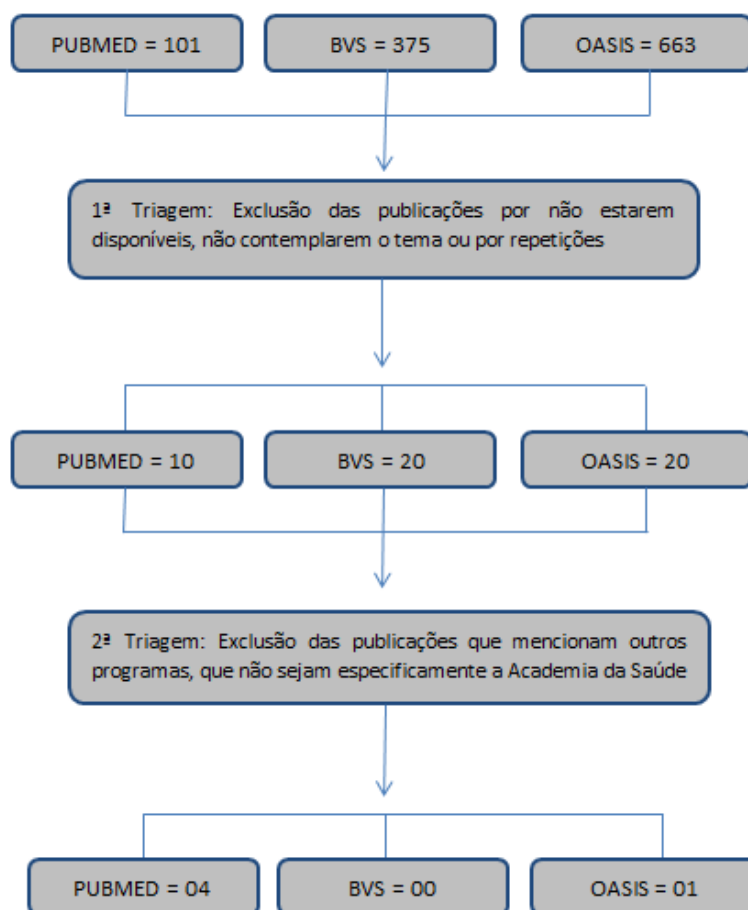 PUBMED = 101
BVS = 375
OASIS = 663
1ª Triagem: Exclusão das publicações por não estarem
disponíveis, não contemplarem o tema ou por repetições
PUBMED = 10
BVS = 20
OASIS = 20
2ª Triagem: Exclusão das publicações que mencionam outros
programas, que não sejam especificamente a Academia da Saúde
PUBMED = 04
BVS = 00
OASIS = 01